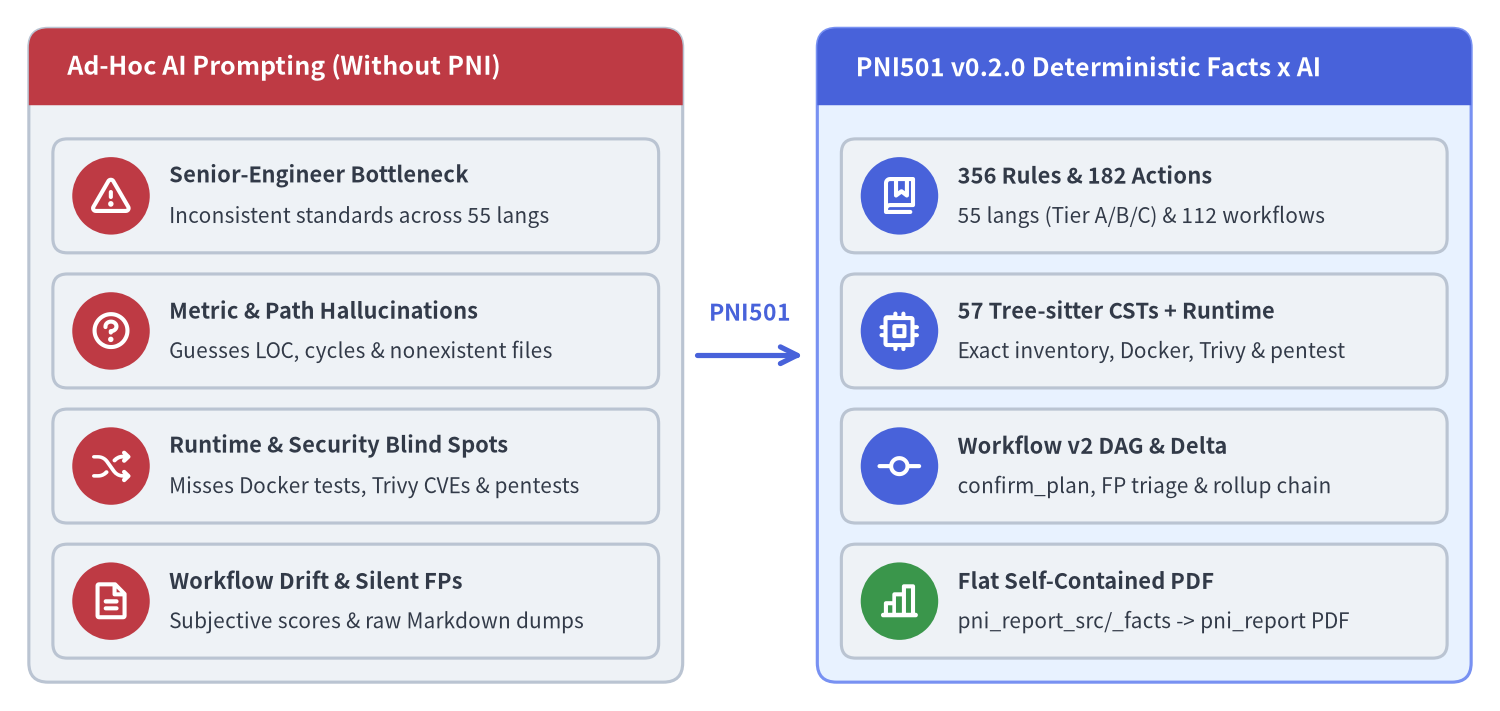 Ad-Hoc AI Prompting (Without PNI)
Senior-Engineer Bottleneck
Inconsistent standards across 55 langs
Metric & Path Hallucinations
Guesses LOC, cycles & nonexistent files
Runtime & Security Blind Spots
Misses Docker tests, Trivy CVEs & pentests
Workflow Drift & Silent FPs
Subjective scores & raw Markdown dumps
PNI501
PNI501 v0.2.0 Deterministic Facts x AI
356 Rules & 182 Actions
55 langs (Tier A/B/C) & 112 workflows
57 Tree-sitter CSTs + Runtime
Exact inventory, Docker, Trivy & pentest
Workflow v2 DAG & Delta
confirm_plan, FP triage & rollup chain
Flat Self-Contained PDF
pni_report_src/_facts -> pni_report PDF